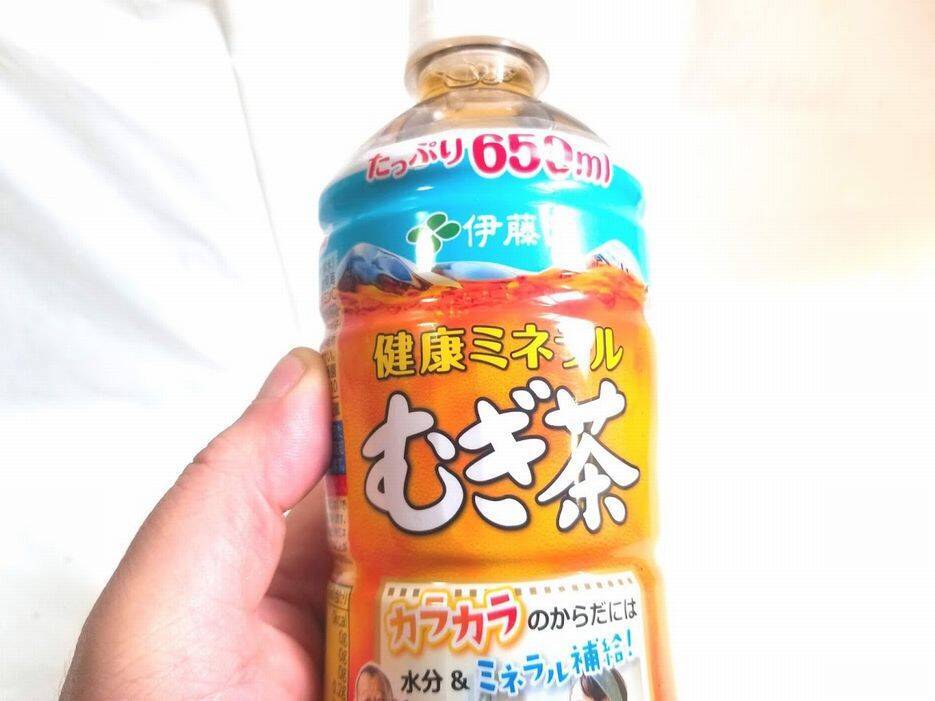 たっぷり650ml
伊藤
健康ミネラル
むぎ茶
カラカラのからだには
水分&ミネラル補給!